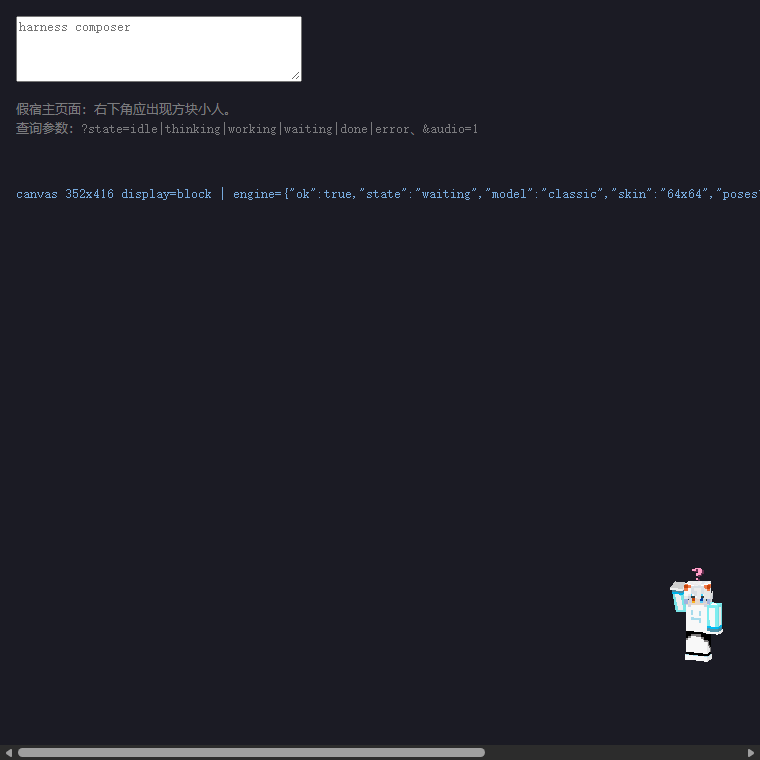 harness composer
假宿主页面: 右下角应出现方块小人。
查询参数: ?state=idle|thinking|working|waiting|done|error、&audio=1
canvas 352x416 display=block | engine={"ok":true,"state":"waiting","model":"classic","skin":"64x64","poses"
?